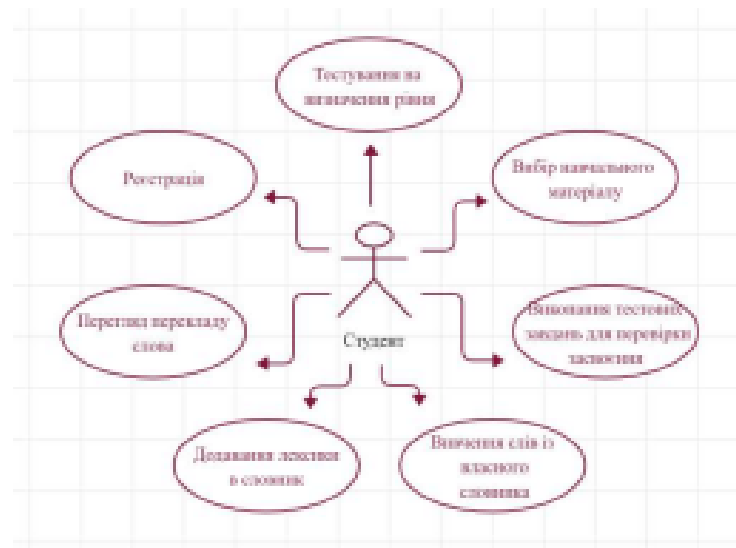 Тестування на
визначення рівня
Реєстрація
Вибір навчального
матеріалу
Перегляд перекладу
слова
Виконання тестових
завдань для перевірки
засвоєння
Студент
Додавання лексики
в словник
Вивчення слів із
власного
словника